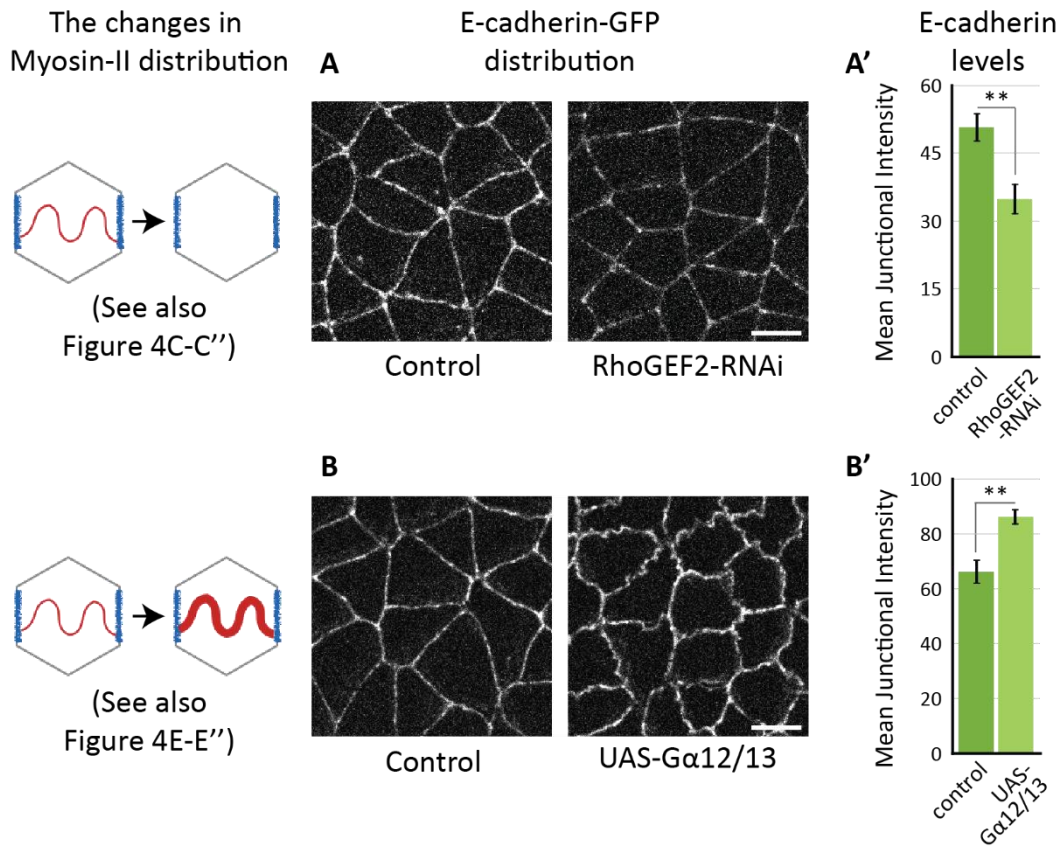 The changes in
Myosin-II distribution
E-cadherin-GFP
distribution
E-cadherin
levels
A
A’
(See also
Figure 4C-C’’)
Control
RhoGEF2-RNAi
Mean Junctional Intensity
60
45
30
15
0
**
control
RhoGEF2
-RNAi
B
B’
(See also
Figure 4E-E’’)
Control
UAS-Gα12/13
Mean Junctional Intensity
100
80
60
40
20
0
**
control
UAS-
Gα12/13